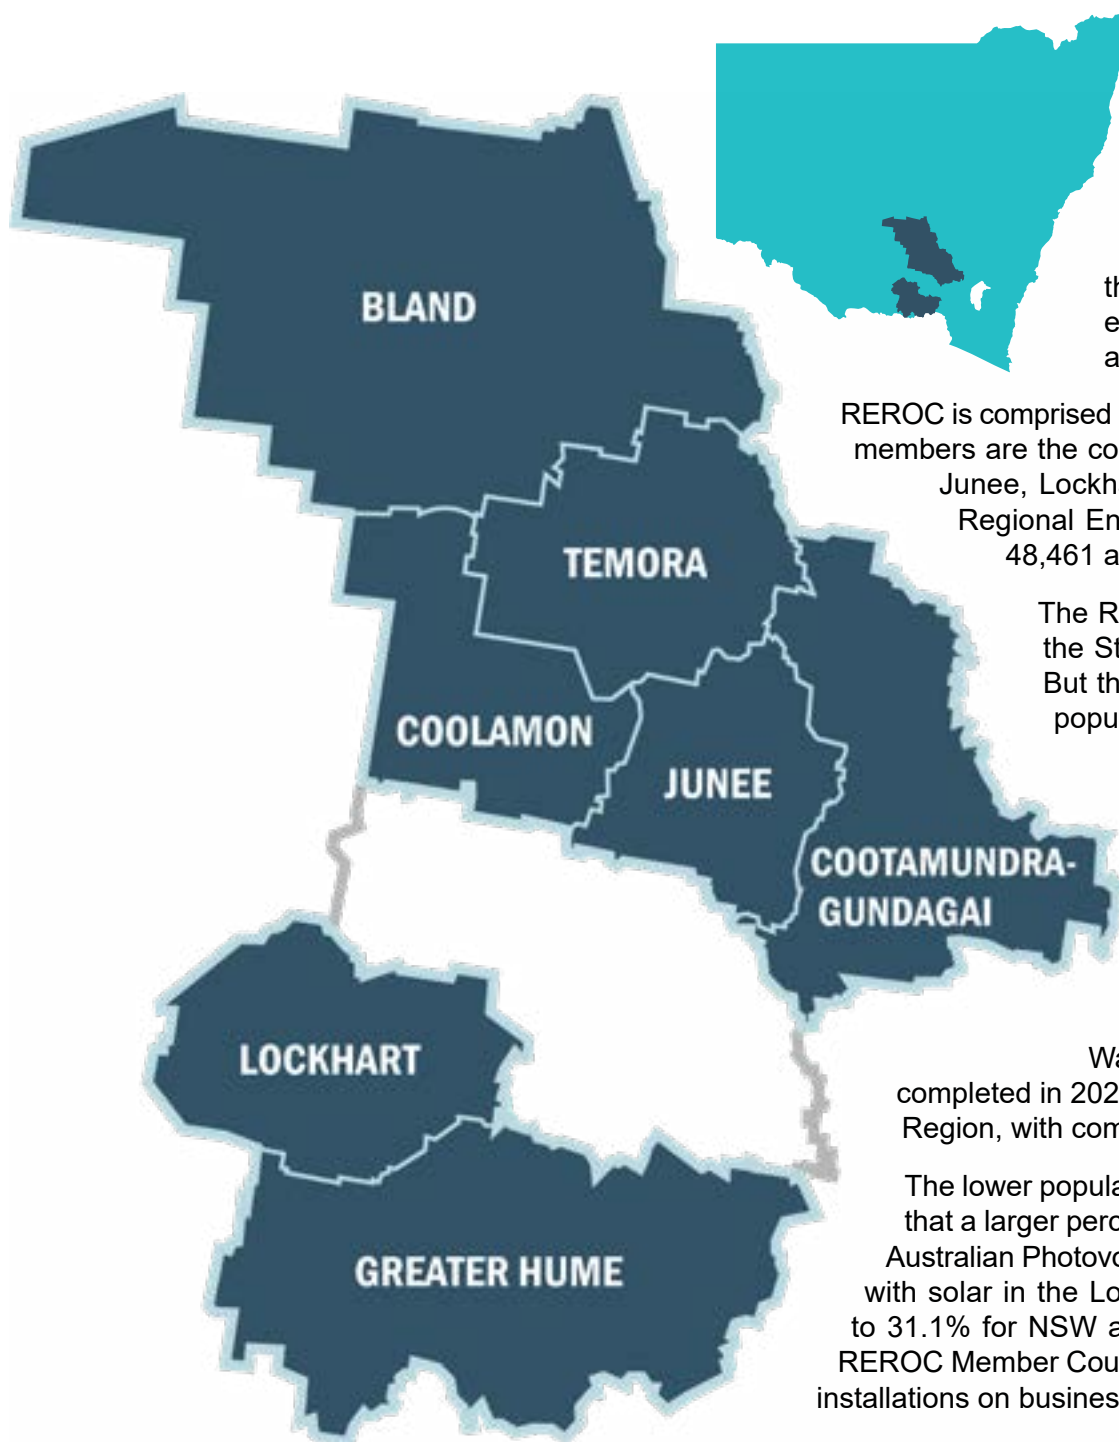 BLAND
TEMORA
COOLAMON
JUNEE
COOTAMUNDRA-
GUNDAGAI
LOCKHART
GREATER HUME
th
e
a
REROC is comprised
members are the co
Junee, Lockh
Regional En
48,461 a
The R
the St
But th
popu
Wa
completed in 202
Region, with com
The lower popula
that a larger perc
Australian Photovo
with solar in the Lo
to 31.1% for NSW a
REROC Member Cou
installations on busines